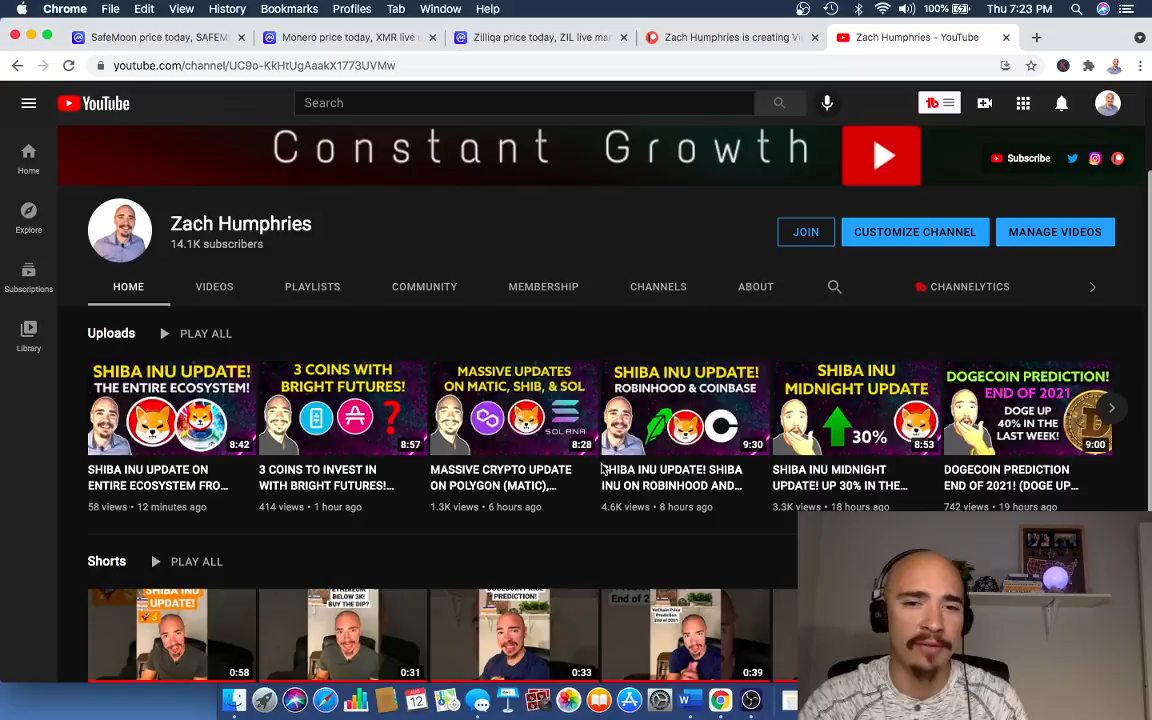 Chrome File Edit View History Bookmarks Profiles Tab Window Help 100% Thu 7:23 PM
SafeMoon price today, SAFEM Monero price today, XMR live Zilliqa price today, ZIL live ma Zach Humphries is creating Vi Zach Humphries - YouTube
youtube.com/channel/UC9o-KkHtUgAaakX1773UVMw
YouTube Search
Constant Growth Subscribe
Home
Explore
Subscriptions
Library
Zach Humphries
14.1K subscribers
JOIN CUSTOMIZE CHANNEL MANAGE VIDEOS
HOME VIDEOS PLAYLISTS COMMUNITY MEMBERSHIP CHANNELS ABOUT CHANNELYTICS
Uploads PLAY ALL
SHIBA INU UPDATE!
THE ENTIRE ECOSYSTEM!
8:42
SHIBA INU UPDATE ON
ENTIRE ECOSYSTEM FRO...
58 views • 12 minutes ago
3 COINS WITH
BRIGHT FUTURES!
8:57
3 COINS TO INVEST IN
WITH BRIGHT FUTURES!...
414 views • 1 hour ago
MASSIVE UPDATES
ON MATIC, SHIB, & SOL
SOLANA
8:28
MASSIVE CRYPTO UPDATE
ON POLYGON (MATIC),...
1.3K views • 6 hours ago
SHIBA INU UPDATE!
ROBINHOOD & COINBASE
9:30
SHIBA INU UPDATE! SHIBA
INU ON ROBINHOOD AND...
4.6K views • 8 hours ago
SHIBA INU
MIDNIGHT UPDATE
30%
8:53
SHIBA INU MIDNIGHT
UPDATE! UP 30% IN THE...
3.3K views • 18 hours ago
DOGECOIN PREDICTION!
END OF 2021
DOGE UP
40% IN THE
LAST WEEK!
9:00
DOGECOIN PREDICTION
END OF 2021! (DOGE UP...
742 views • 19 hours ago
Shorts PLAY ALL
SHIBA INU
UPDATE!
0:58
ETHEREUM
BELOW 3K!
BUY THE DIP?
0:31
PREDICTION!
0:33
End of 2
VeChain Price
Prediction
End of 2021
0:39